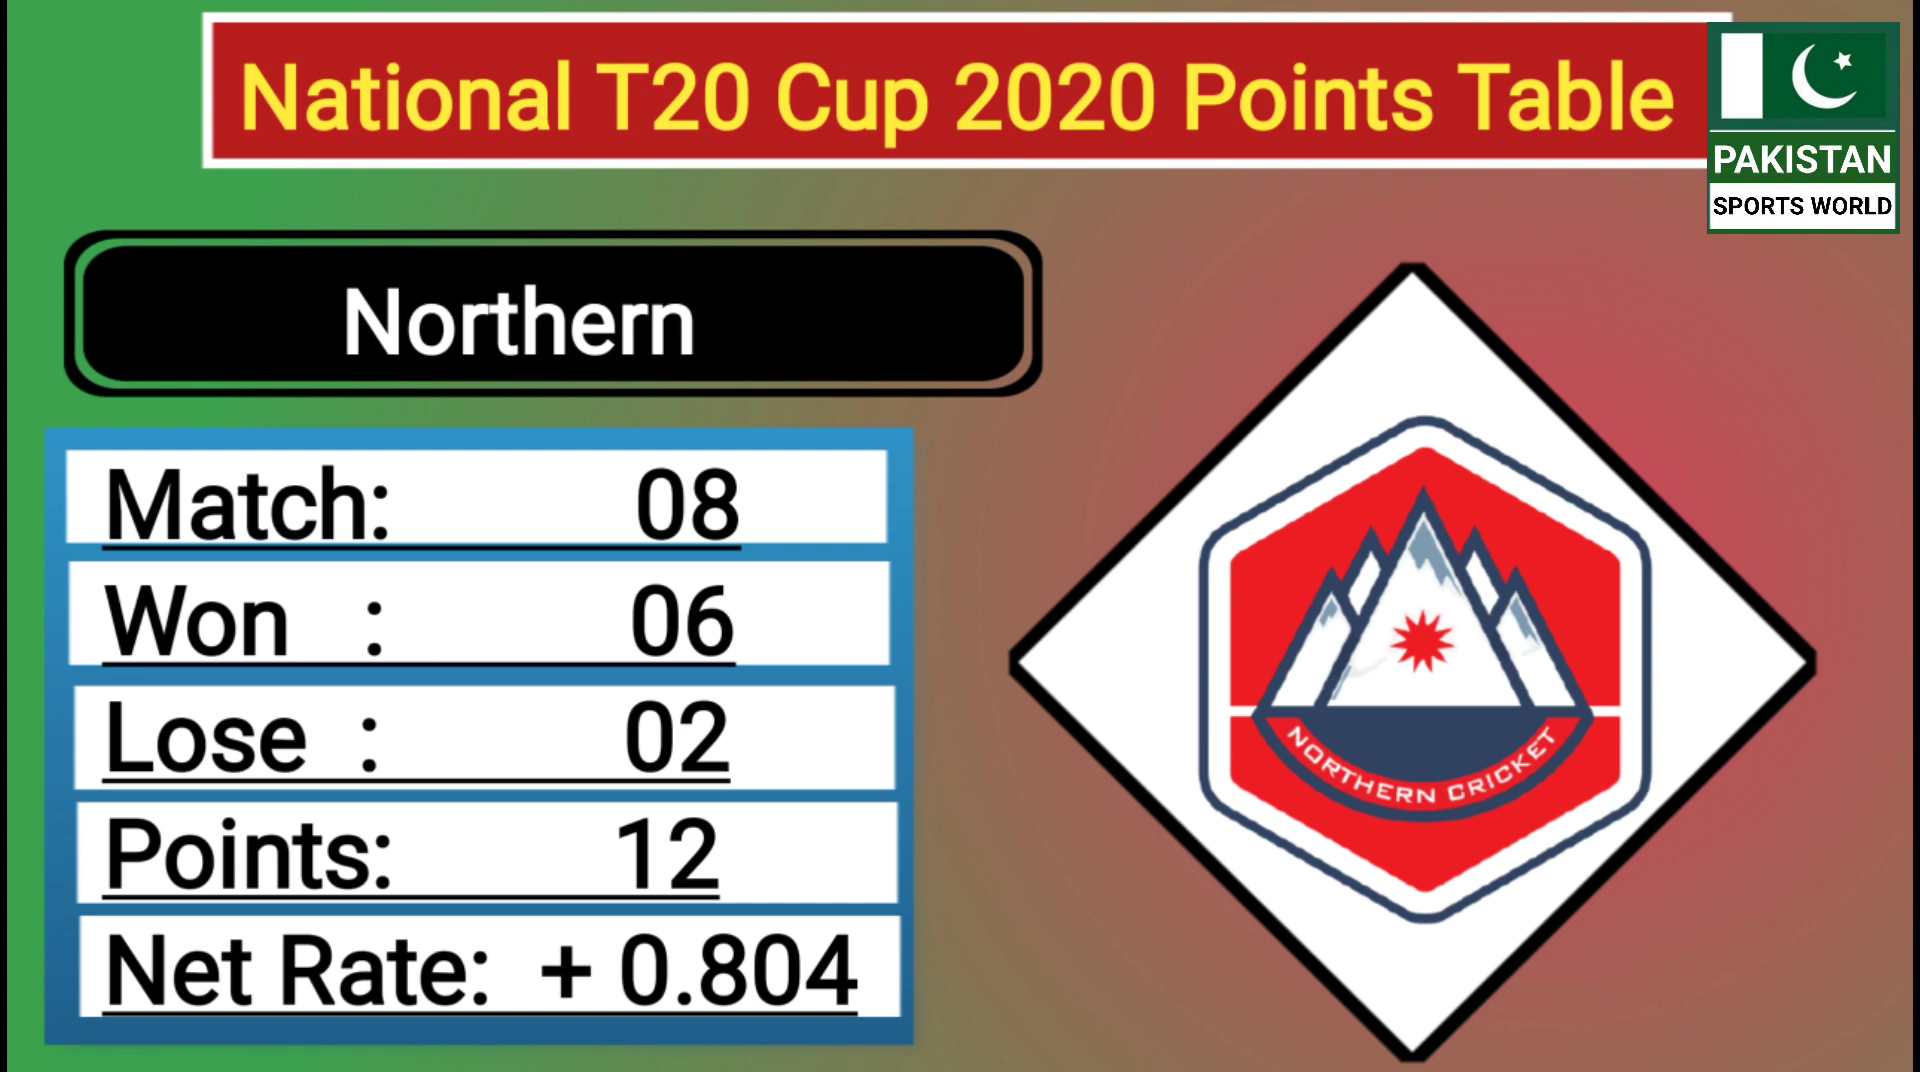 National T20 Cup 2020 Points Table
PAKISTAN
SPORTS WORLD
Northern
Match: 08
Won : 06
Lose : 02
Points: 12
Net Rate: + 0.804
NORTHERN CRICKET